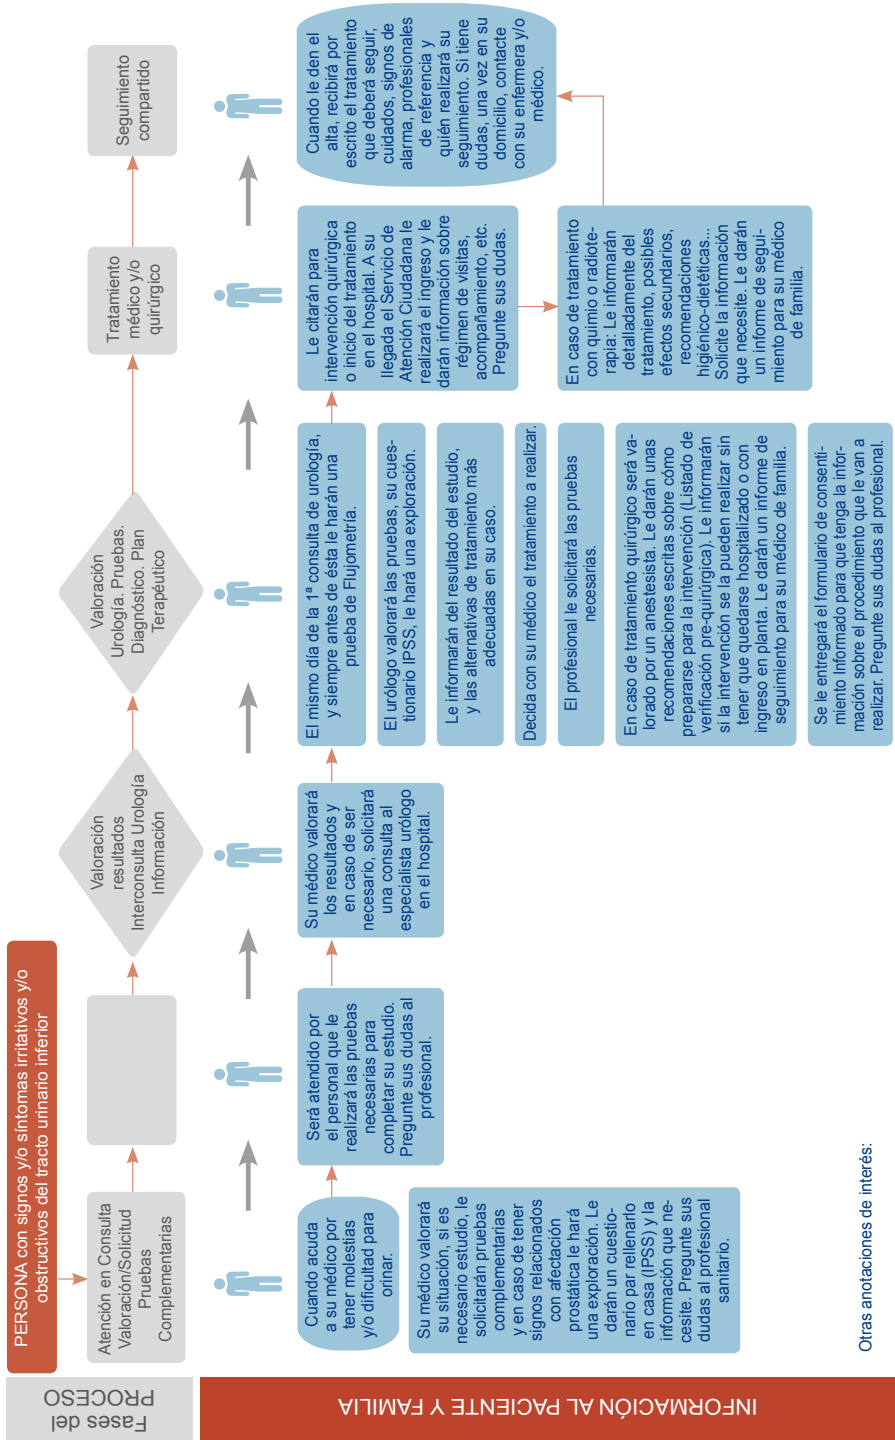 Fases del
PROCESO
INFORMACIÓN AL PACIENTE Y FAMILIA
PERSONA con signos y/o síntomas irritativos y/o
obstructivos del tracto urinario inferior
Atención en Consulta
Valoración/Solicitud
Pruebas
Complementarias
Valoración
resultados
Interconsulta Urología
Información
Valoración
Urología. Pruebas.
Diagnóstico. Plan
Terapéutico
Tratamiento
médico y/o
quirúrgico
Seguimiento
compartido
Cuando acuda
a su médico por
tener molestias
y/o dificultad para
orinar.
Su médico valorará
su situación, si es
necesario estudio, le
solicitarán pruebas
complementarias
y en caso de tener
signos relacionados
con afectación
prostática le hará
una exploración. Le
darán un cuestio-
nario par rellenarlo
en casa (IPSS) y la
información que ne-
cesite. Pregunte sus
dudas al profesional
sanitario.
Será atendido por
el personal que le
realizará las pruebas
necesarias para
completar su estudio.
Pregunte sus dudas al
profesional.
Su médico valorará
los resultados y
en caso de ser
necesario, solicitará
una consulta al
especialista urólogo
en el hospital.
El mismo día de la 1ª consulta de urología,
y siempre antes de ésta le harán una
prueba de Flujometría.
El urólogo valorará las pruebas, su cues-
tionario IPSS, le hará una exploración.
Le informarán del resultado del estudio,
y las alternativas de tratamiento más
adecuadas en su caso.
Decida con su médico el tratamiento a realizar.
El profesional le solicitará las pruebas
necesarias.
En caso de tratamiento quirúrgico será va-
lorado por un anestesista. Le darán unas
recomendaciones escritas sobre cómo
prepararse para la intervención (Listado de
verificación pre-quirúrgica). Le informarán
si la intervención se la pueden realizar sin
tener que quedarse hospitalizado o con
ingreso en planta. Le darán un informe de
seguimiento para su médico de familia.
Se le entregará el formulario de consenti-
miento Informado para que tenga la infor-
mación sobre el procedimiento que le van a
realizar. Pregunte sus dudas al profesional.
Le citarán para
intervención quirúrgica
o inicio del tratamiento
en el hospital. A su
llegada el Servicio de
Atención Ciudadana le
realizará el ingreso y le
darán información sobre
régimen de visitas,
acompañamiento, etc.
Pregunte sus dudas.
En caso de tratamiento
con quimio o radiote-
rapia: Le informarán
detalladamente del
tratamiento, posibles
efectos secundarios,
recomendaciones
higiénico-dietéticas...
Solicite la información
que necesite. Le darán
un informe de segui-
miento para su médico
de familia.
Cuando le den el
alta, recibirá por
escrito el tratamiento
que deberá seguir,
cuidados, signos de
alarma, profesionales
de referencia y
quién realizará su
seguimiento. Si tiene
dudas, una vez en su
domicilio, contacte
con su enfermera y/o
médico.
Otras anotaciones de interés: